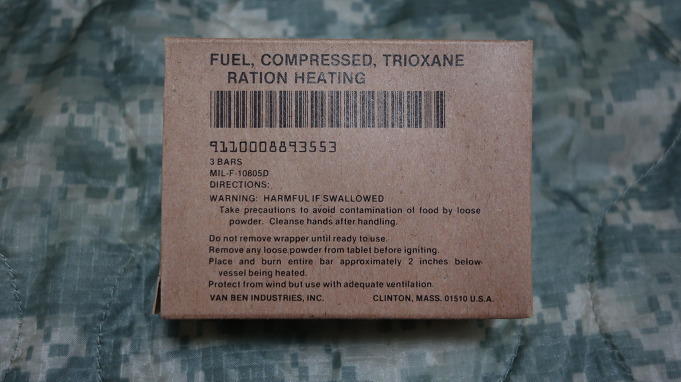 FUEL, COMPRESSED, TRIOXANE
RATION HEATING
9110008893553
3 BARS
MIL-F-10805D
DIRECTIONS:
WARNING: HARMFUL IF SWALLOWED
Take precautions to avoid contamination of food by loose
powder. Cleanse hands after handling.
Do not remove wrapper until ready to use.
Remove any loose powder from tablet before igniting.
Place and burn entire bar approximately 2 inches below
vessel being heated.
Protect from wind but use with adequate ventilation.
VAN BEN INDUSTRIES, INC. CLINTON, MASS. 01510 U.S.A.